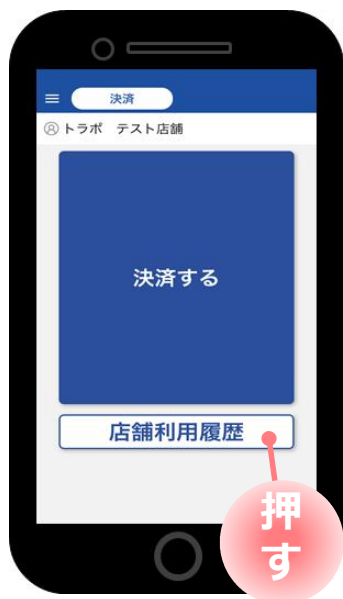 決済
トラポ　テスト店舗
決済する
店舗利用履歴
押
す